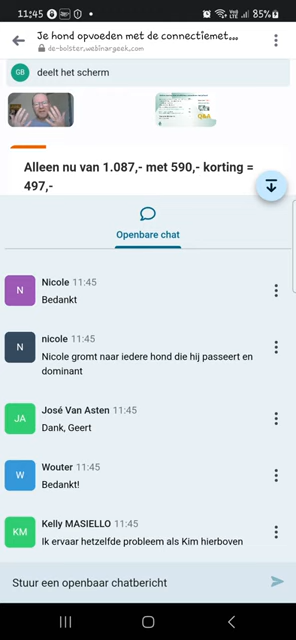 11:45
85%
Je hond opvoeden met de connectiemet...
de-bolster.webinargeek.com
GB deelt het scherm
Q&A
Alleen nu van 1.087,- met 590,- korting =
497,-
Openbare chat
N Nicole 11:45
Bedankt
N nicole 11:45
Nicole gromt naar iedere hond die hij passeert en
dominant
JA José Van Asten 11:45
Dank, Geert
W Wouter 11:45
Bedankt!
KM Kelly MASIELLO 11:45
Ik ervaar hetzelfde probleem als Kim hierboven
Stuur een openbaar chatbericht